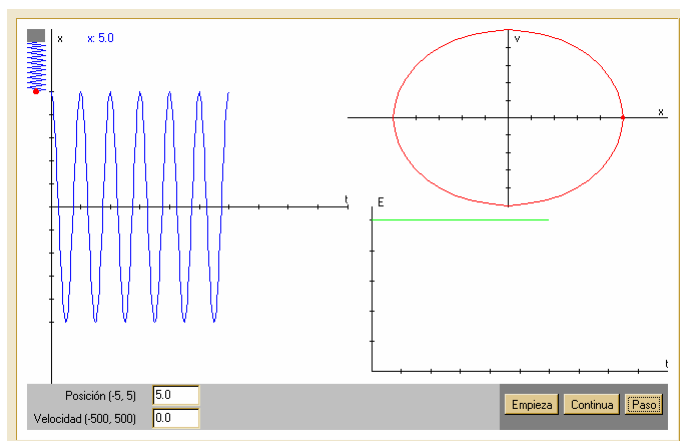 x x: 5.0
v
x
t
E
t
Posición (-5, 5) 5.0
Velocidad (-500, 500) 0.0
Empieza Continua Paso